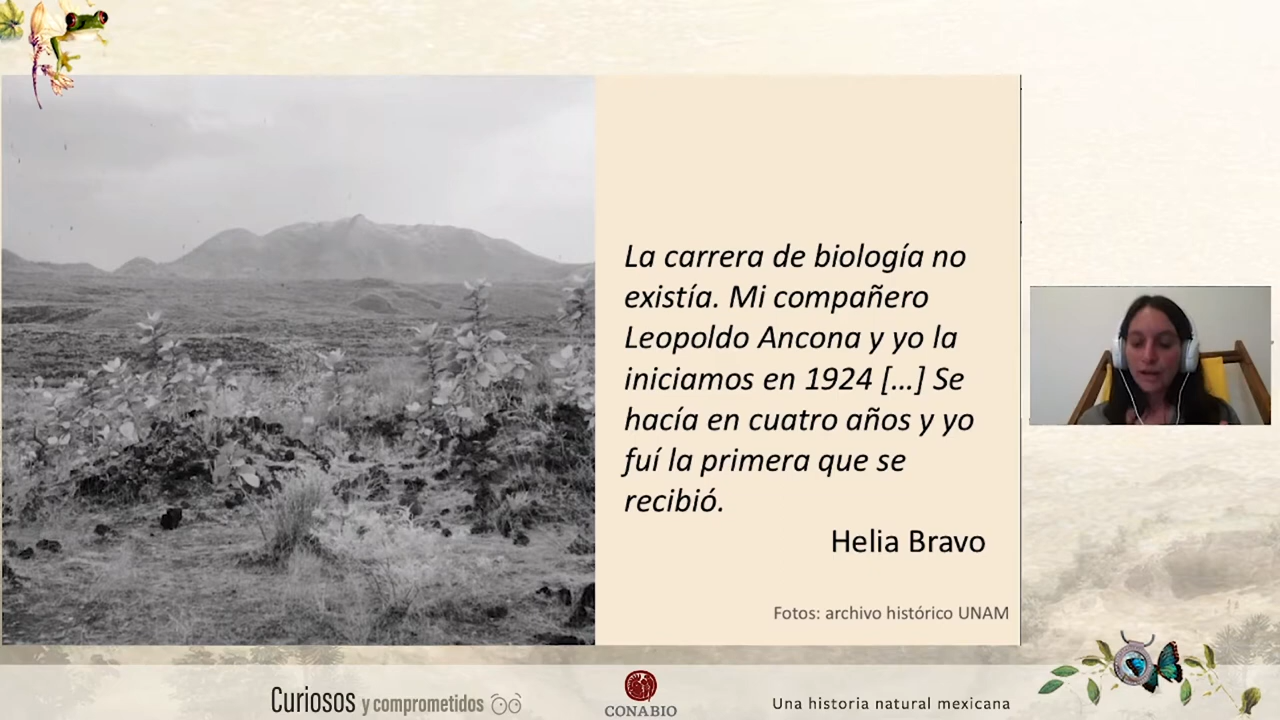 La carrera de biología no
existía. Mi compañero
Leopoldo Ancona y yo la
iniciamos en 1924 [...] Se
hacía en cuatro años y yo
fuí la primera que se
recibió.
Helia Bravo
Fotos: archivo histórico UNAM
Curiosos y comprometidos
CONABIO
Una historia natural mexicana